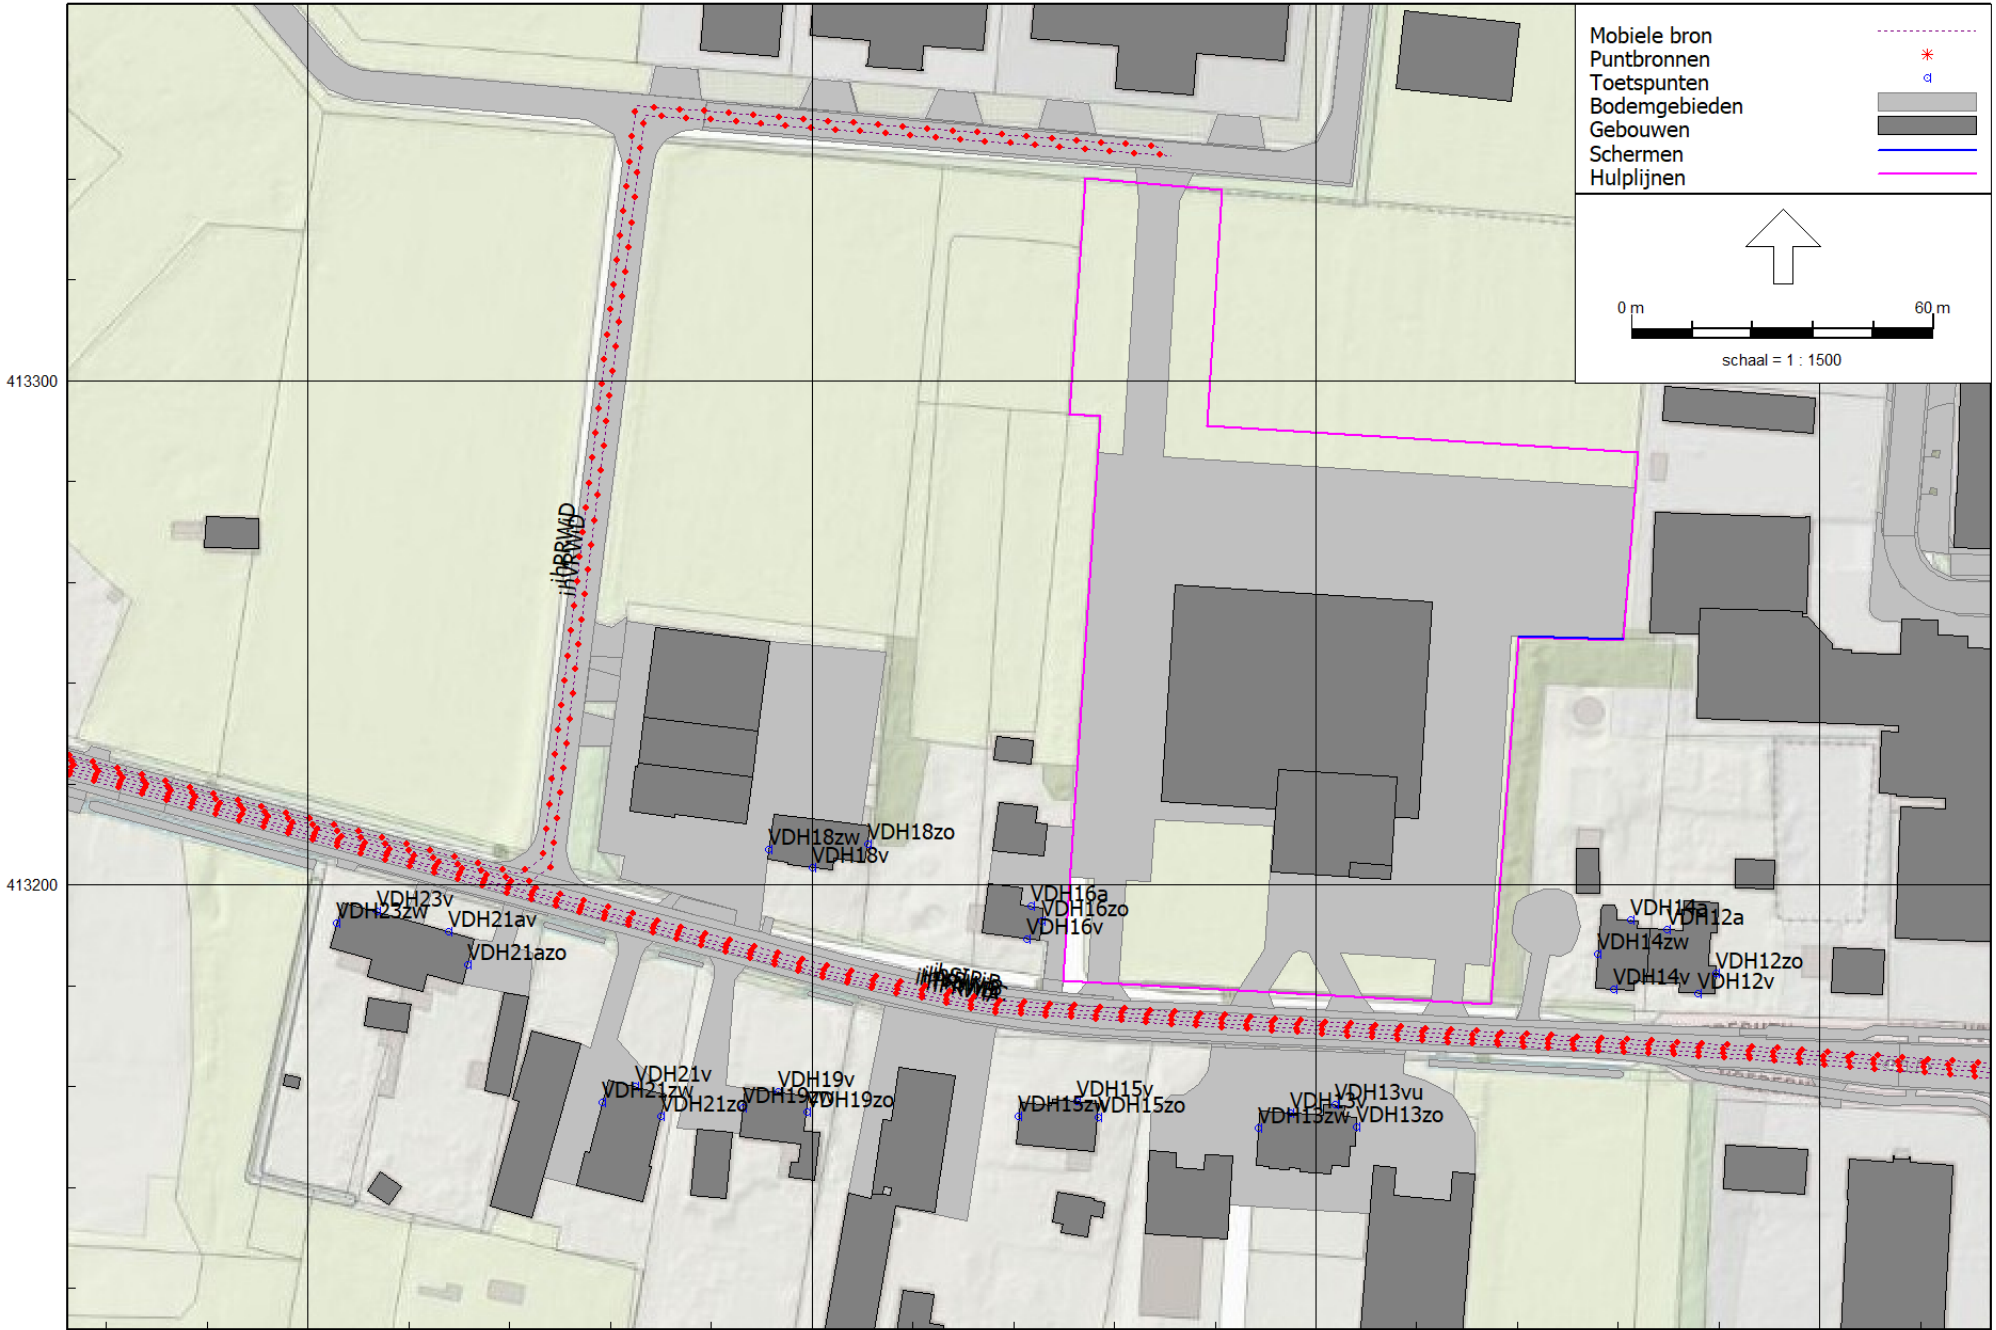 Mobiele bron
Puntbronnen
Toetspunten
Bodemgebieden
Gebouwen
Schermen
Hulplijnen
0 m
60 m
schaal = 1 : 1500
413300
413200
VDH18zw
VDH18zo
VDH18v
VDH23v
VDH23zw
VDH21av
VDH21azo
VDH16a
VDH16zo
VDH16v
VDH14a
VDH12a
VDH14zw
VDH12zo
VDH14v
VDH12v
VDH21v
VDH21zw
VDH21zo
VDH19v
VDH19zw
VDH19zo
VDH15v
VDH15zw
VDH15zo
VDH13vu
VDH13v
VDH13zw
VDH13zo